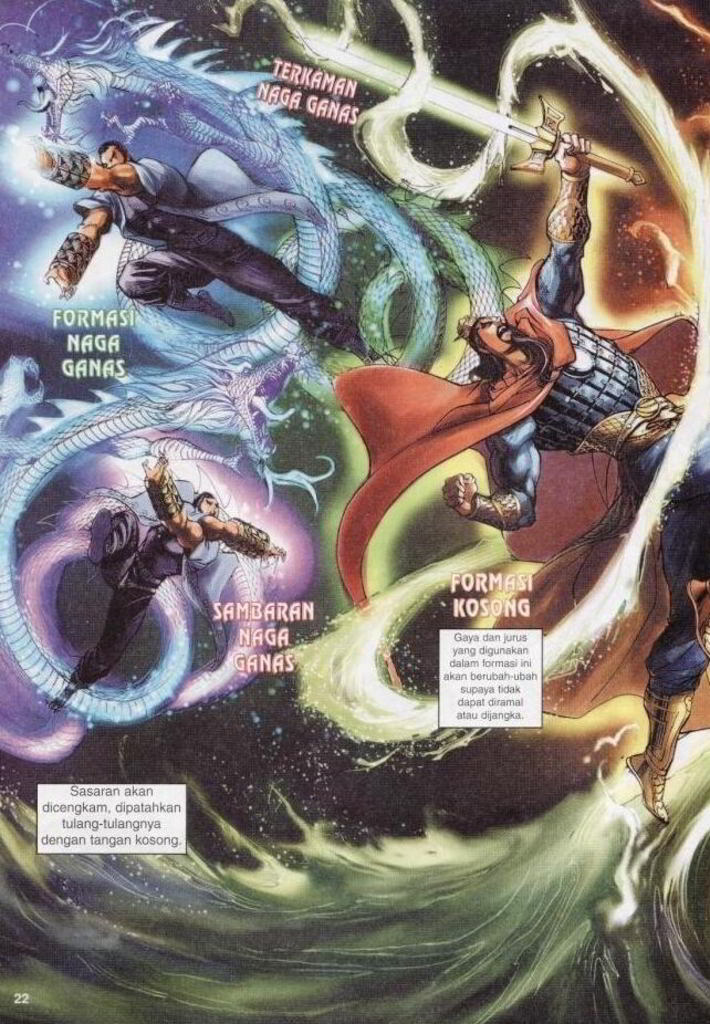 TERKAMAN
NAGA GANAS
FORMASI
NAGA
GANAS
SAMBARAN
NAGA
GANAS
FORMASI
KOSONG
Gaya dan jurus
yang digunakan
dalam formasi ini
akan berubah-ubah
supaya tidak
dapat diramal
atau dijangka.
Sasaran akan
dicengkam, dipatahkan
tulang-tulangnya
dengan tangan kosong.
22